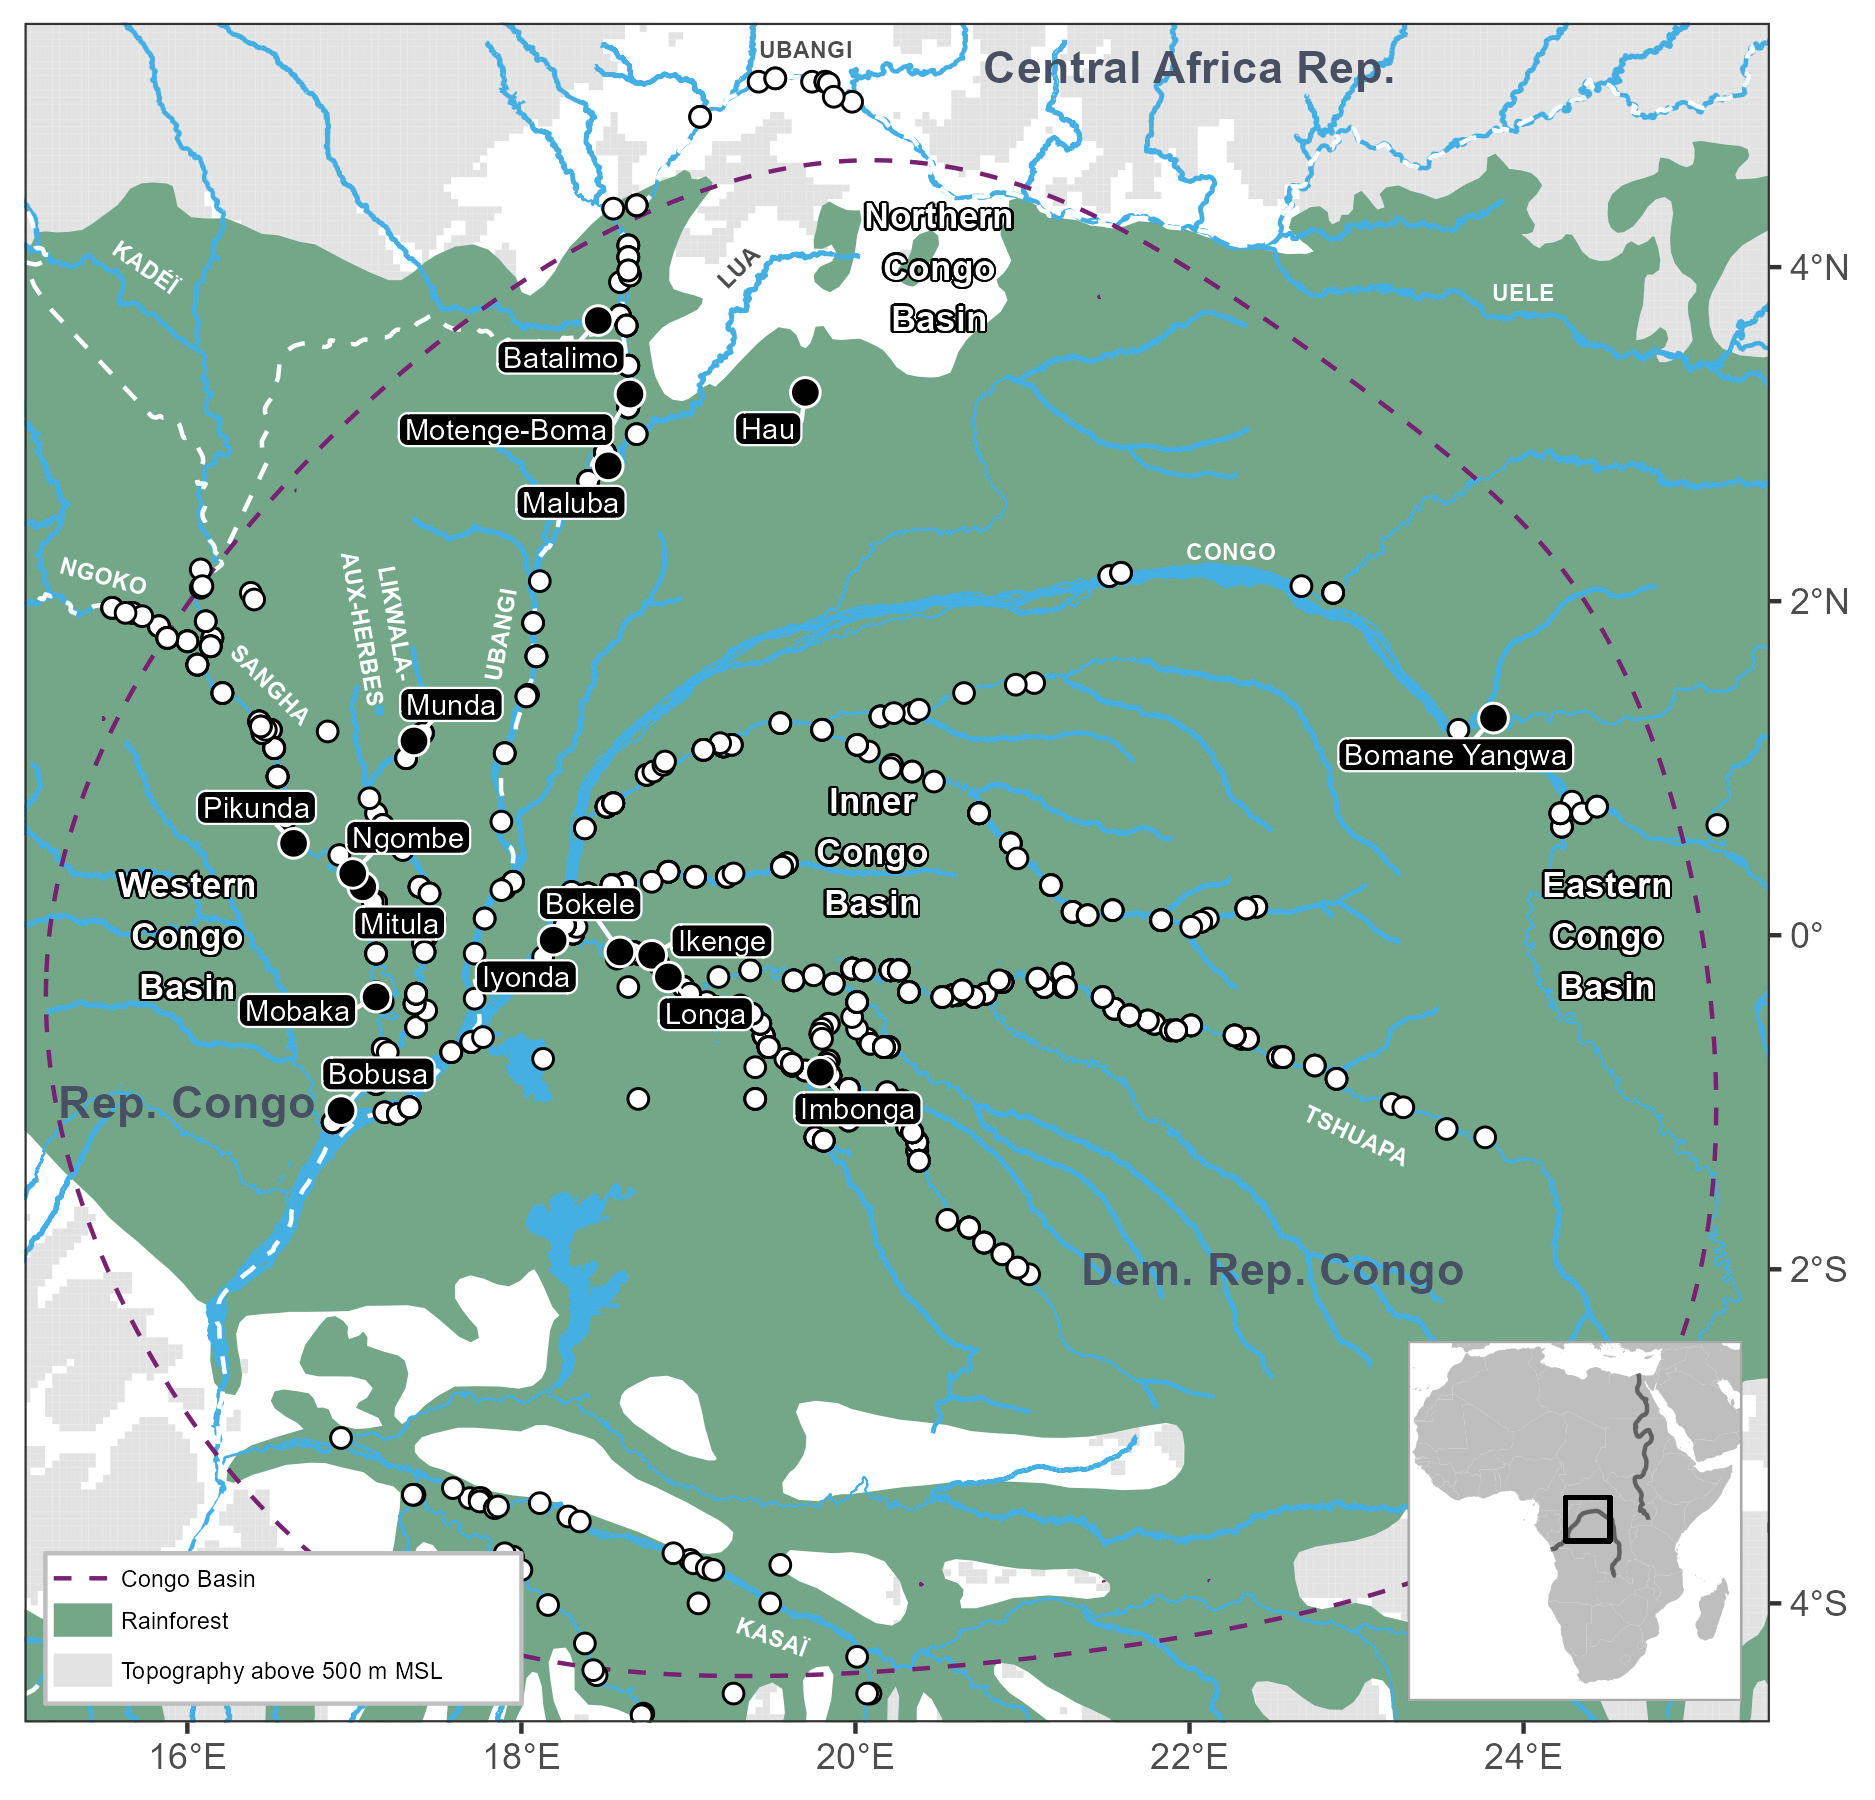 UBANGI
Central Africa Rep.
Northern
Congo
Basin
KADÉÏ
LUA
4°N
UELE
Batalimo
Motenge-Boma
Hau
Maluba
CONGO
NGOKO
2°N
LIKWALA-
AUX-HERBES
UBANGI
SANGHA
Munda
Bomane Yangwa
Pikunda
Ngombe
Inner
Congo
Basin
Western
Congo
Basin
Eastern
Congo
Basin
Bokele
Mitula
Ikenge
0°
Iyonda
Mobaka
Longa
Bobusa
Rep. Congo
Imbonga
TSHUAPA
Dem. Rep. Congo
2°S
Congo Basin
Rainforest
Topography above 500 m MSL
KASAÏ
4°S
16°E
18°E
20°E
22°E
24°E